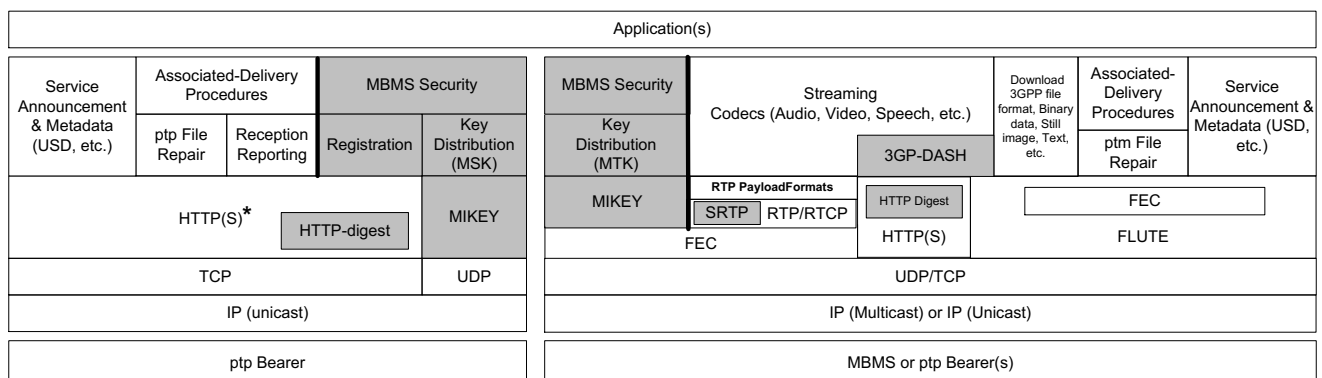 Application(s)
Service
Announcement
& Metadata
(USD, etc.)
Associated-Delivery
Procedures
ptp File
Repair
Reception
Reporting
MBMS Security
Registration
Key
Distribution
(MSK)
HTTP(S)*
HTTP-digest
MIKEY
TCP
UDP
IP (unicast)
ptp Bearer
MBMS Security
Key
Distribution
(MTK)
MIKEY
Streaming
Codecs (Audio, Video, Speech, etc.)
3GP-DASH
RTP PayloadFormats
SRTP
RTP/RTCP
FEC
HTTP Digest
HTTP(S)
Download
3GPP file
format, Binary
data, Still
image, Text,
etc.
Associated-
Delivery
Procedures
ptm File
Repair
Service
Announcement &
Metadata (USD,
etc.)
FEC
FLUTE
UDP/TCP
IP (Multicast) or IP (Unicast)
MBMS or ptp Bearer(s)